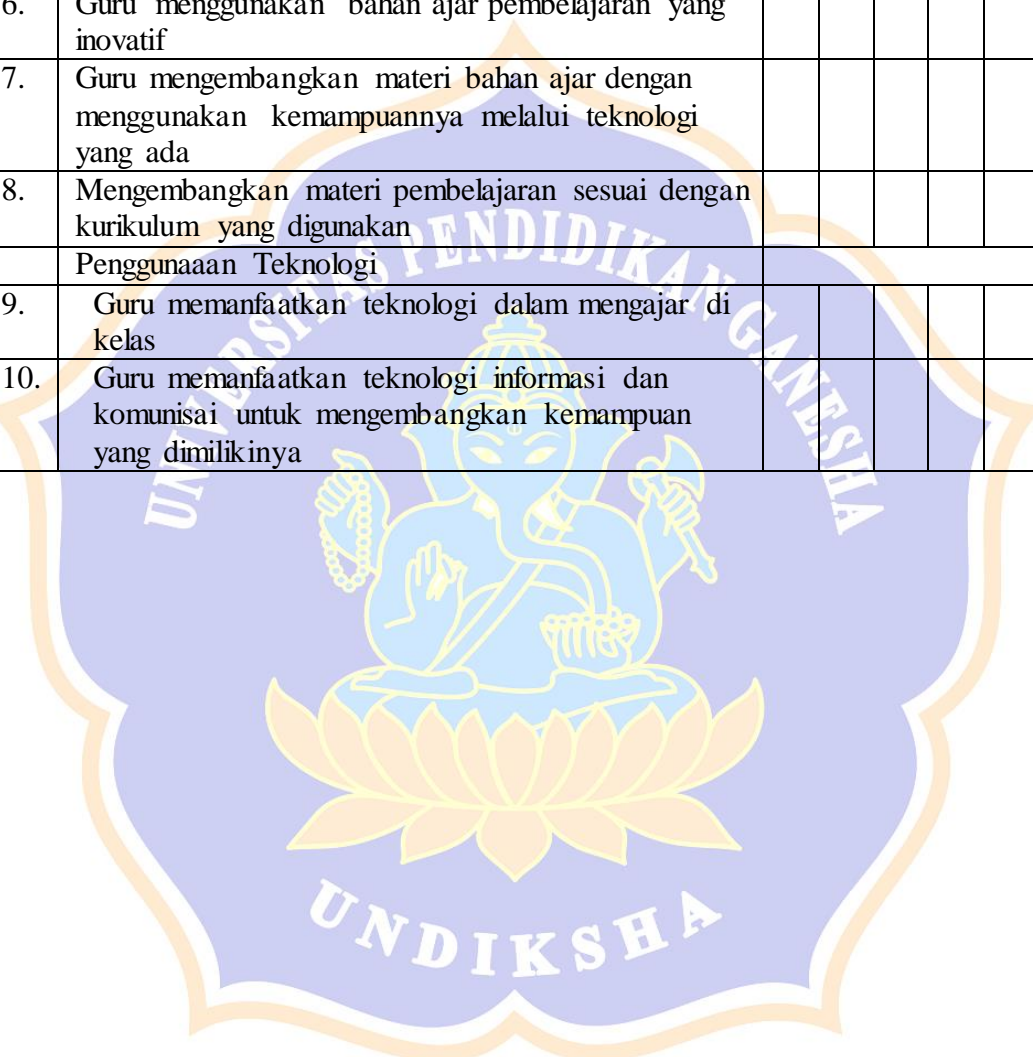 6. Guru menggunakan bahan ajar pembelajaran yang
inovatif
7. Guru mengembangkan materi bahan ajar dengan
menggunakan kemampuannya melalui teknologi
yang ada
8. Mengembangkan materi pembelajaran sesuai dengan
kurikulum yang digunakan
Penggunaaan Teknologi
9. Guru memanfaatkan teknologi dalam mengajar di
kelas
10. Guru memanfaatkan teknologi informasi dan
komunisai untuk mengembangkan kemampuan
yang dimilikinya
UNIVERSITAS PENDIDIKAN GANESHA
UNDIKSHA